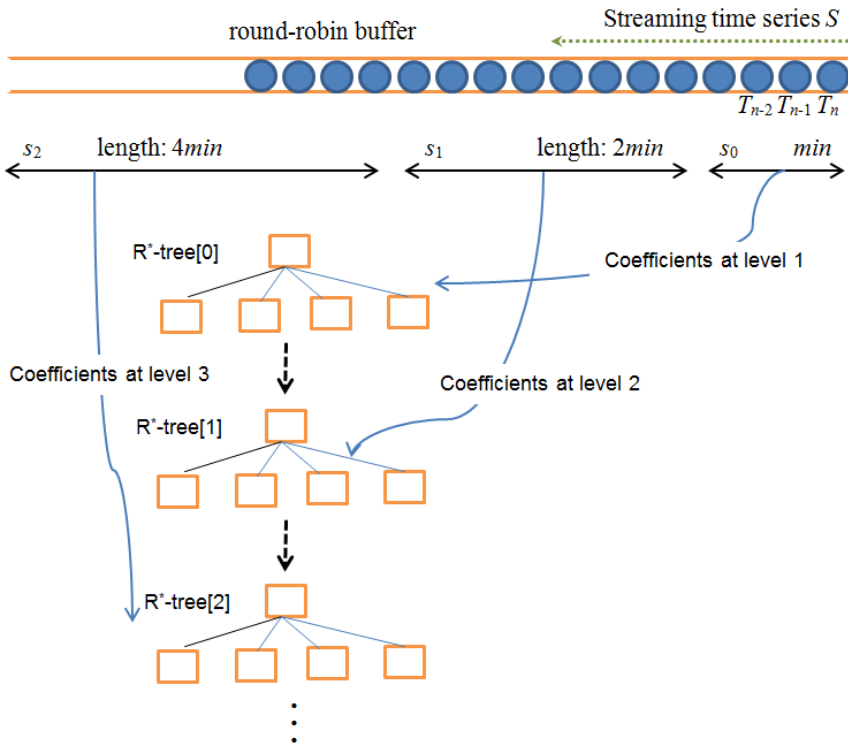 Streaming time series S
round-robin buffer
Tn-2 Tn-1 Tn
s2 length: 4min s1 length: 2min s0 min
R*-tree[0]
Coefficients at level 1
Coefficients at level 3
Coefficients at level 2
R*-tree[1]
R*-tree[2]